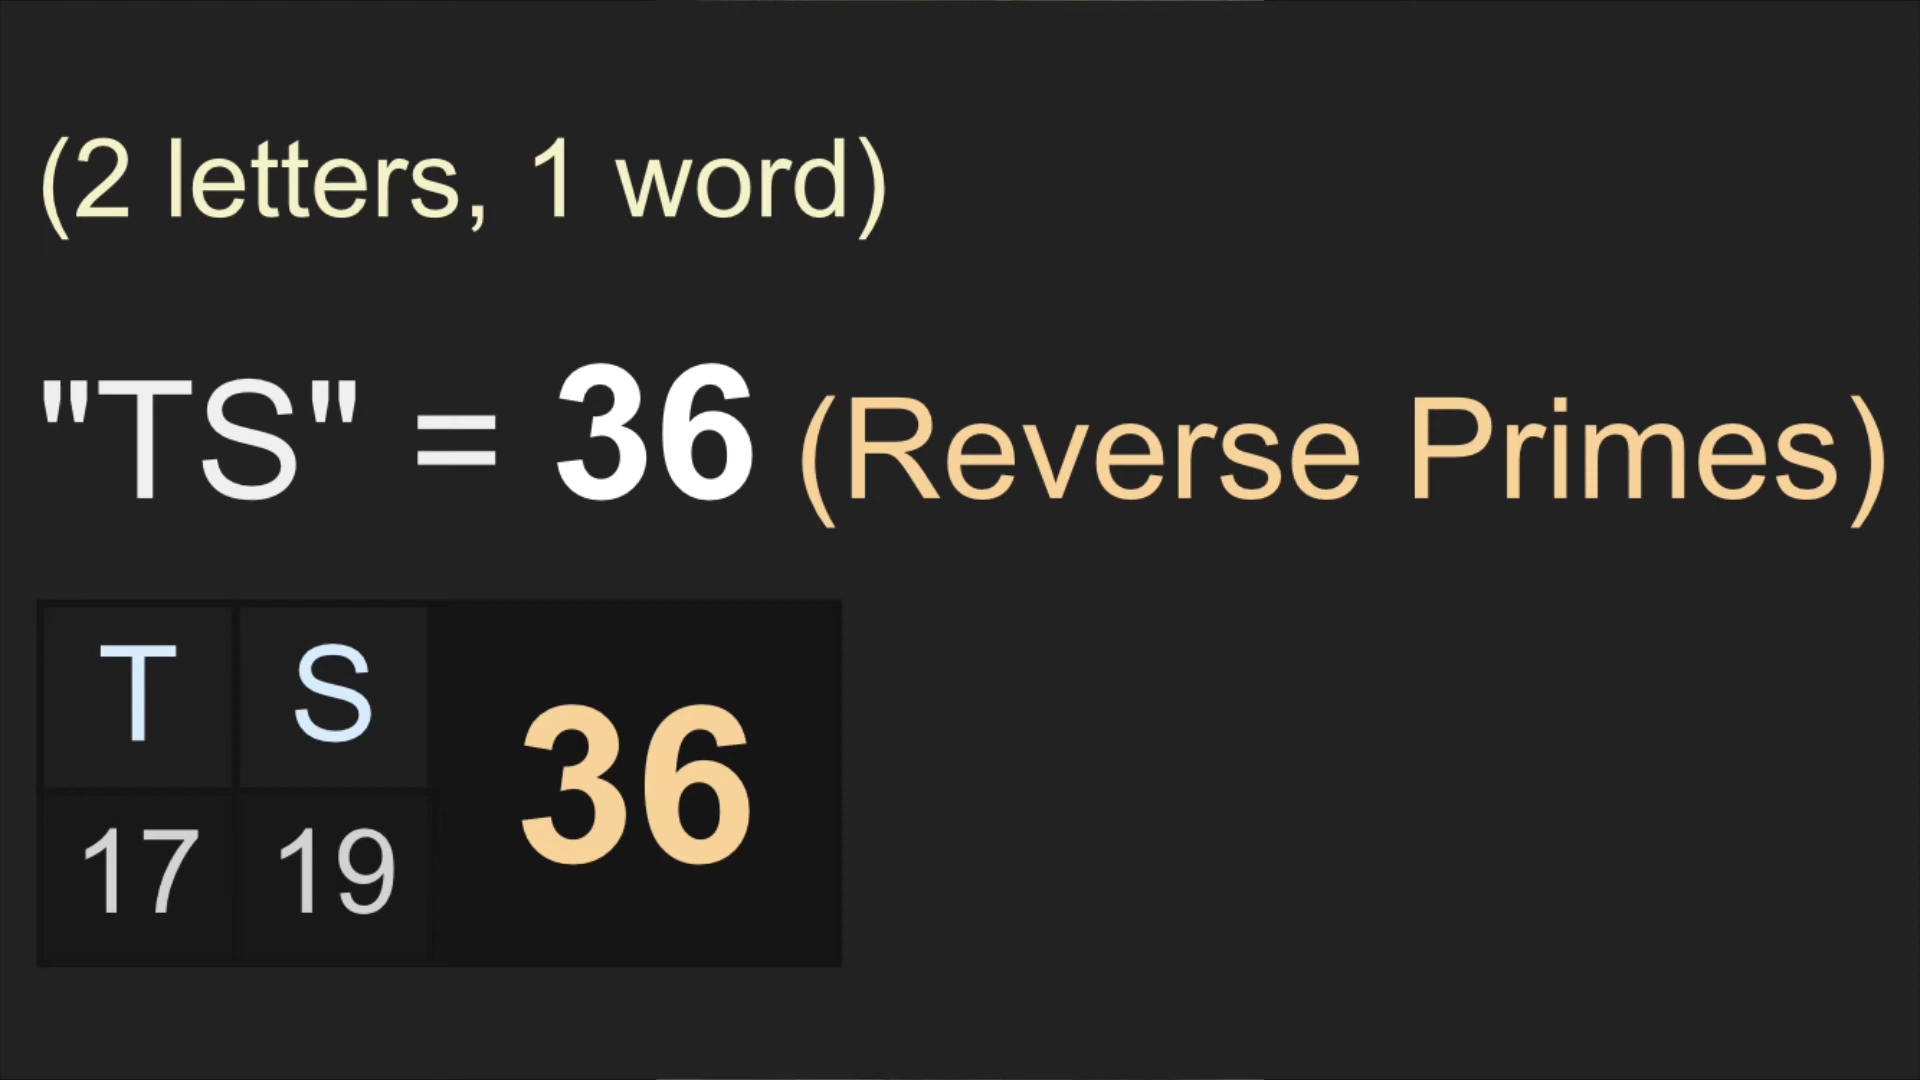 (2 letters, 1 word)
"TS" = 36 (Reverse Primes)
T S
36
17 19